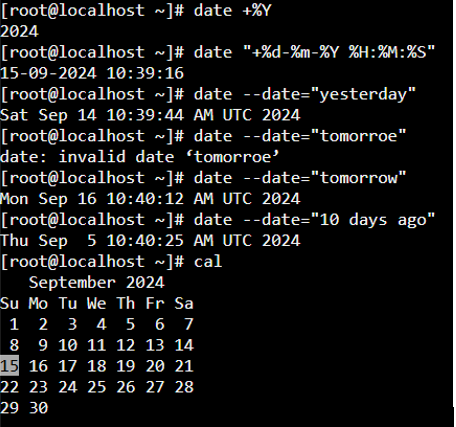 [root@localhost ~]# date +%Y
2024
[root@localhost ~]# date "+%d-%m-%Y %H:%M:%S"
15-09-2024 10:39:16
[root@localhost ~]# date --date="yesterday"
Sat Sep 14 10:39:44 AM UTC 2024
[root@localhost ~]# date --date="tomorroe"
date: invalid date ‘tomorroe’
[root@localhost ~]# date --date="tomorrow"
Mon Sep 16 10:40:12 AM UTC 2024
[root@localhost ~]# date --date="10 days ago"
Thu Sep  5 10:40:25 AM UTC 2024
[root@localhost ~]# cal
   September 2024
Su Mo Tu We Th Fr Sa
 1  2  3  4  5  6  7
 8  9 10 11 12 13 14
15 16 17 18 19 20 21
22 23 24 25 26 27 28
29 30